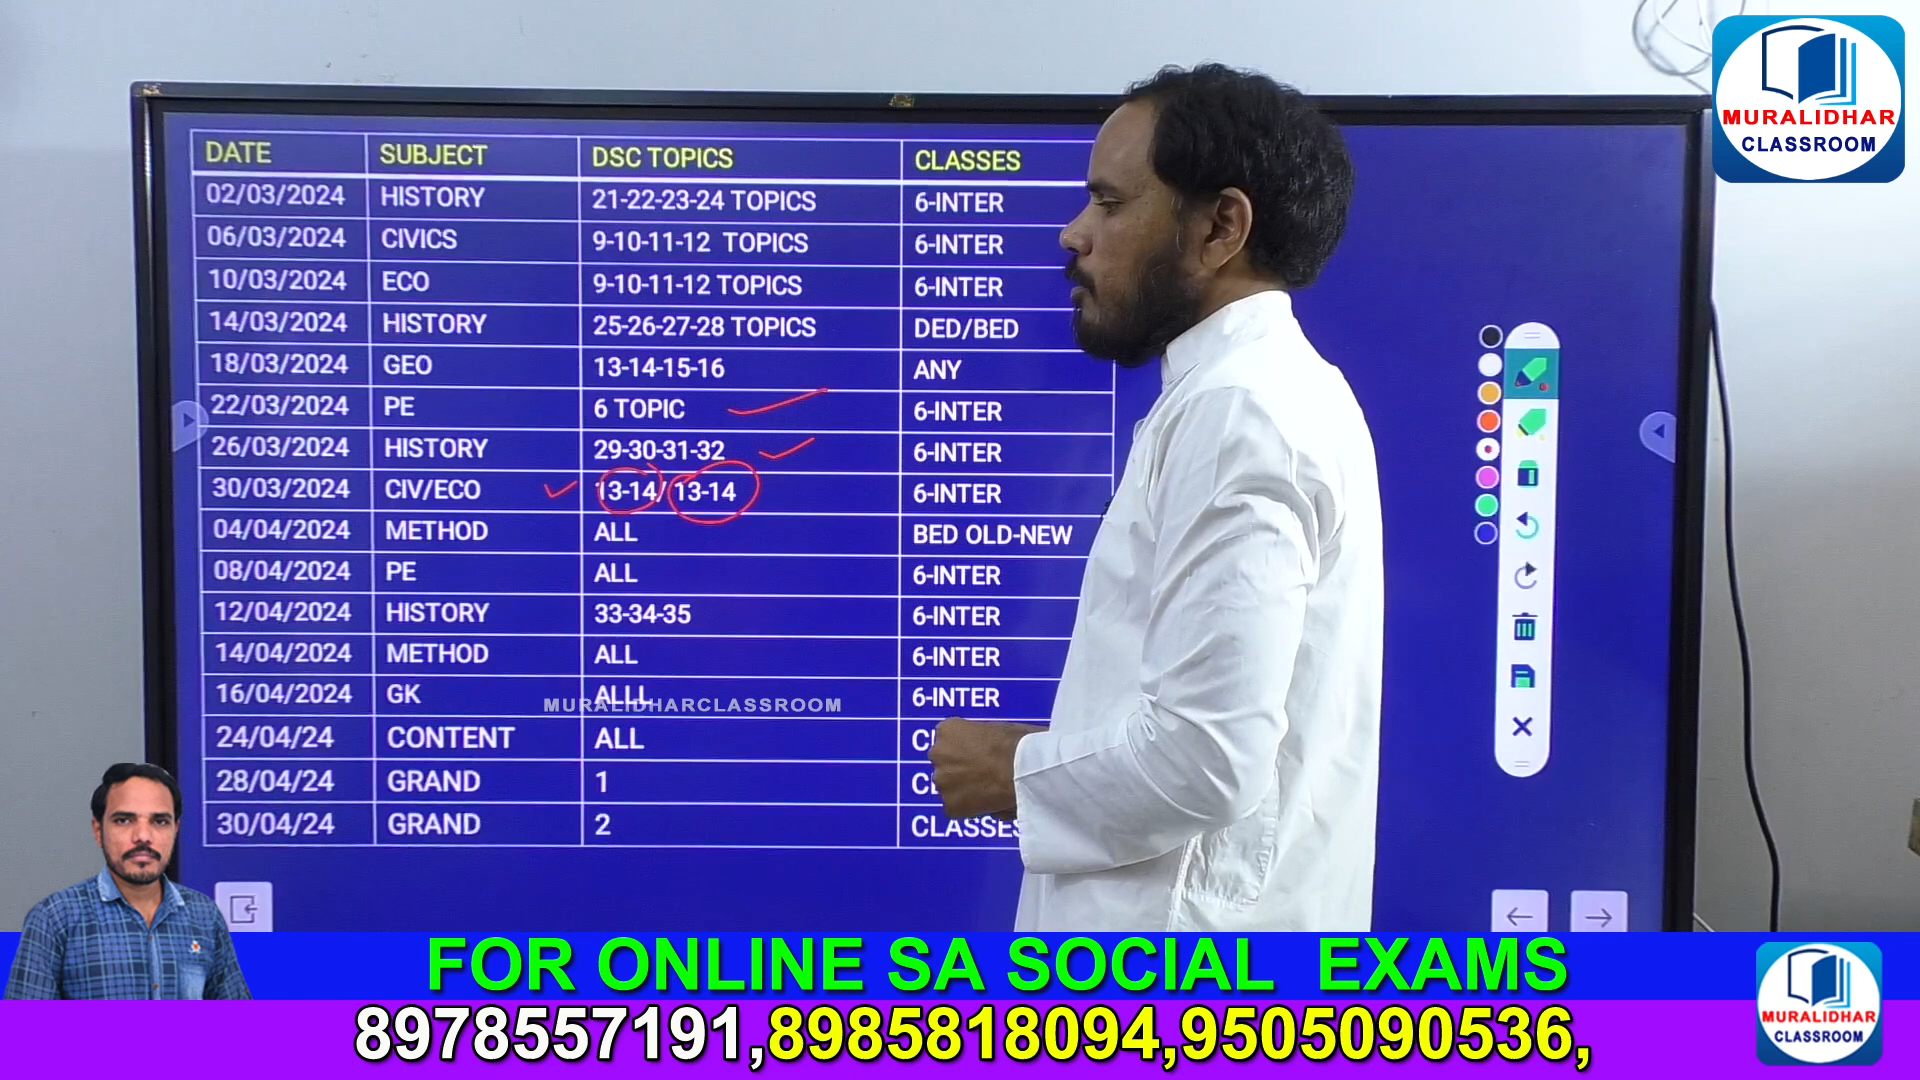 MURALIDHAR
CLASSROOM
DATE SUBJECT DSC TOPICS CLASSES
02/03/2024 HISTORY 21-22-23-24 TOPICS 6-INTER
06/03/2024 CIVICS 9-10-11-12 TOPICS 6-INTER
10/03/2024 ECO 9-10-11-12 TOPICS 6-INTER
14/03/2024 HISTORY 25-26-27-28 TOPICS DED/BED
18/03/2024 GEO 13-14-15-16 ANY
22/03/2024 PE 6 TOPIC 6-INTER
26/03/2024 HISTORY 29-30-31-32 6-INTER
30/03/2024 CIV/ECO 13-14/ 13-14 6-INTER
04/04/2024 METHOD ALL BED OLD-NEW
08/04/2024 PE ALL 6-INTER
12/04/2024 HISTORY 33-34-35 6-INTER
14/04/2024 METHOD ALL 6-INTER
16/04/2024 GK ALLL 6-INTER
MURALIDHARCLASSROOM
24/04/24 CONTENT ALL
28/04/24 GRAND 1
30/04/24 GRAND 2 CLASSES
FOR ONLINE SA SOCIAL EXAMS
8978557191,8985818094,9505090536,
MURALIDHAR
CLASSROOM